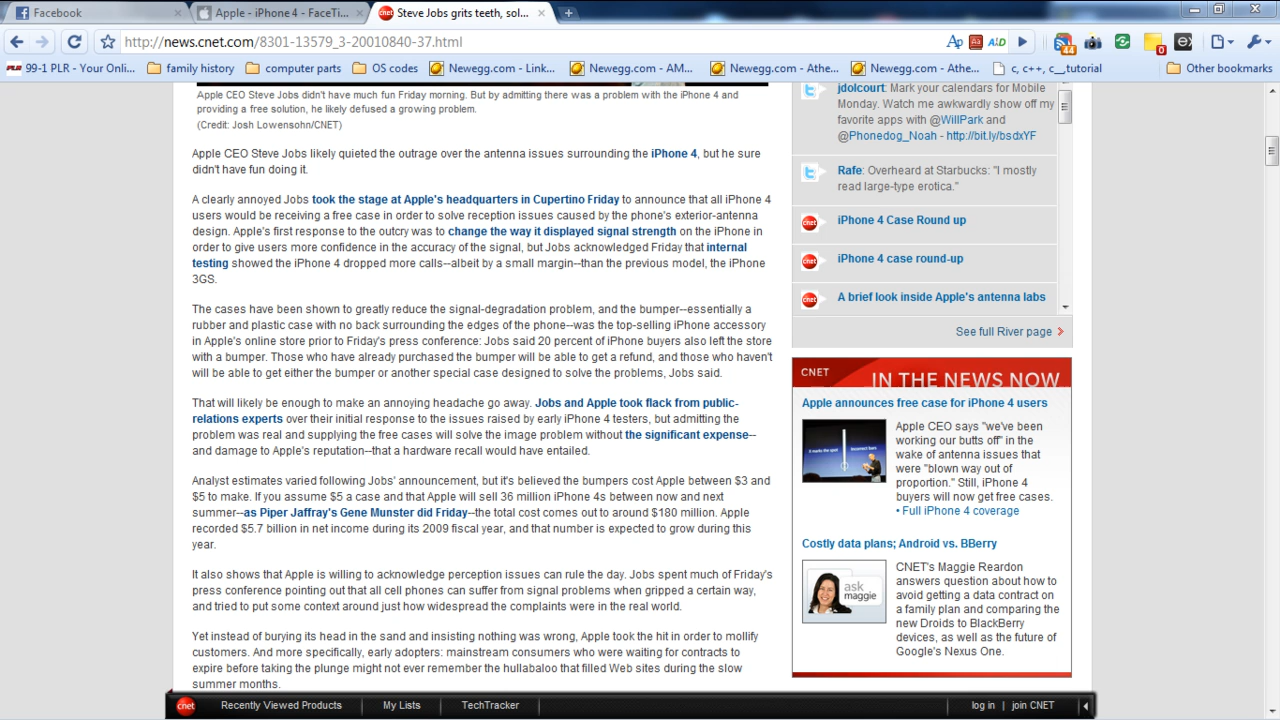 Facebook
Apple - iPhone 4 - FaceTi...
Steve Jobs grits teeth, sol...
http://news.cnet.com/8301-13579_3-20010840-37.html
44
0
99-1 PLR - Your Onli...
family history
computer parts
OS codes
Newegg.com - Link...
Newegg.com - AM...
Newegg.com - Athe...
Newegg.com - Athe...
c, c++, c__,tutorial
Other bookmarks
Apple CEO Steve Jobs didn't have much fun Friday morning. But by admitting there was a problem with the iPhone 4 and
providing a free solution, he likely defused a growing problem.
(Credit: Josh Lowensohn/CNET)
Apple CEO Steve Jobs likely quieted the outrage over the antenna issues surrounding the iPhone 4, but he sure
didn't have fun doing it.
A clearly annoyed Jobs took the stage at Apple's headquarters in Cupertino Friday to announce that all iPhone 4
users would be receiving a free case in order to solve reception issues caused by the phone's exterior-antenna
design. Apple's first response to the outcry was to change the way it displayed signal strength on the iPhone in
order to give users more confidence in the accuracy of the signal, but Jobs acknowledged Friday that internal
testing showed the iPhone 4 dropped more calls--albeit by a small margin--than the previous model, the iPhone
3GS.
The cases have been shown to greatly reduce the signal-degradation problem, and the bumper--essentially a
rubber and plastic case with no back surrounding the edges of the phone--was the top-selling iPhone accessory
in Apple's online store prior to Friday's press conference: Jobs said 20 percent of iPhone buyers also left the store
with a bumper. Those who have already purchased the bumper will be able to get a refund, and those who haven't
will be able to get either the bumper or another special case designed to solve the problems, Jobs said.
That will likely be enough to make an annoying headache go away. Jobs and Apple took flack from public-
relations experts over their initial response to the issues raised by early iPhone 4 testers, but admitting the
problem was real and supplying the free cases will solve the image problem without the significant expense--
and damage to Apple's reputation--that a hardware recall would have entailed.
Analyst estimates varied following Jobs' announcement, but it's believed the bumpers cost Apple between $3 and
$5 to make. If you assume $5 a case and that Apple will sell 36 million iPhone 4s between now and next
summer--as Piper Jaffray's Gene Munster did Friday--the total cost comes out to around $180 million. Apple
recorded $5.7 billion in net income during its 2009 fiscal year, and that number is expected to grow during this
year.
It also shows that Apple is willing to acknowledge perception issues can rule the day. Jobs spent much of Friday's
press conference pointing out that all cell phones can suffer from signal problems when gripped a certain way,
and tried to put some context around just how widespread the complaints were in the real world.
Yet instead of burying its head in the sand and insisting nothing was wrong, Apple took the hit in order to mollify
customers. And more specifically, early adopters: mainstream consumers who were waiting for contracts to
expire before taking the plunge might not ever remember the hullabaloo that filled Web sites during the slow
summer months.
jdolcourt: Mark your calendars for Mobile
Monday. Watch me awkwardly show off my
favorite apps with @WillPark and
@Phonedog_Noah - http://bit.ly/bsdxYF
Rafe: Overheard at Starbucks: "I mostly
read large-type erotica."
iPhone 4 Case Round up
iPhone 4 case round-up
A brief look inside Apple's antenna labs
See full River page
CNET IN THE NEWS NOW
Apple announces free case for iPhone 4 users
Apple CEO says "we've been
working our butts off" in the
wake of antenna issues that
were "blown way out of
proportion." Still, iPhone 4
buyers will now get free cases.
• Full iPhone 4 coverage
Costly data plans; Android vs. BBerry
ask
maggie
CNET's Maggie Reardon
answers question about how to
avoid getting a data contract on
a family plan and comparing the
new Droids to BlackBerry
devices, as well as the future of
Google's Nexus One.
cnet
Recently Viewed Products
My Lists
TechTracker
log in | join CNET